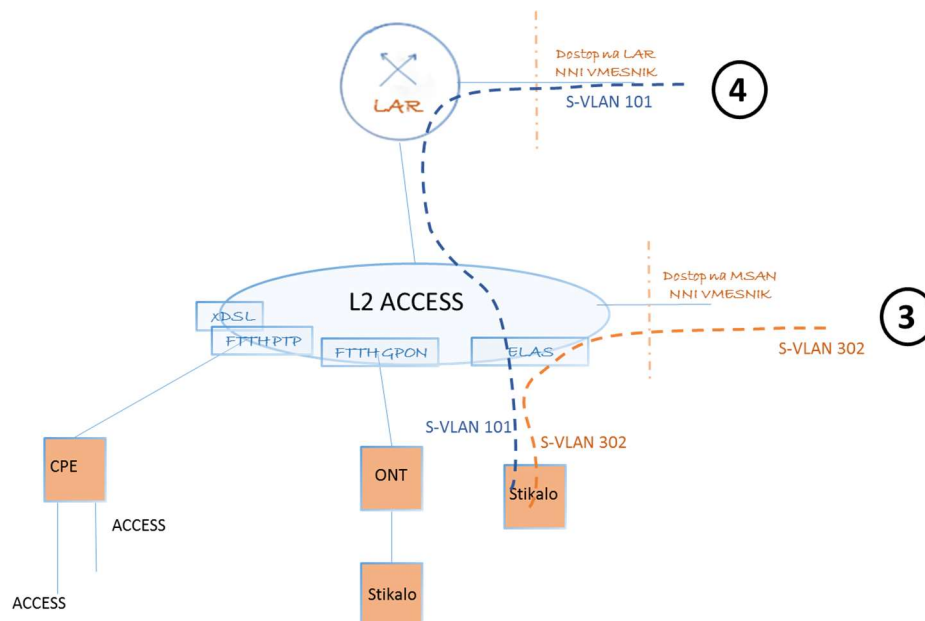 Dostop na LAR
NNI VMESNIK
4
S-VLAN 101
LAR
Dostop na MSAN
NNI VMESNIK
L2 ACCESS
3
XDSL
FTTH PTP
FTTH GPON
ELAS
S-VLAN 302
S-VLAN 101
S-VLAN 302
CPE
ONT
Stikalo
ACCESS
Stikalo
ACCESS